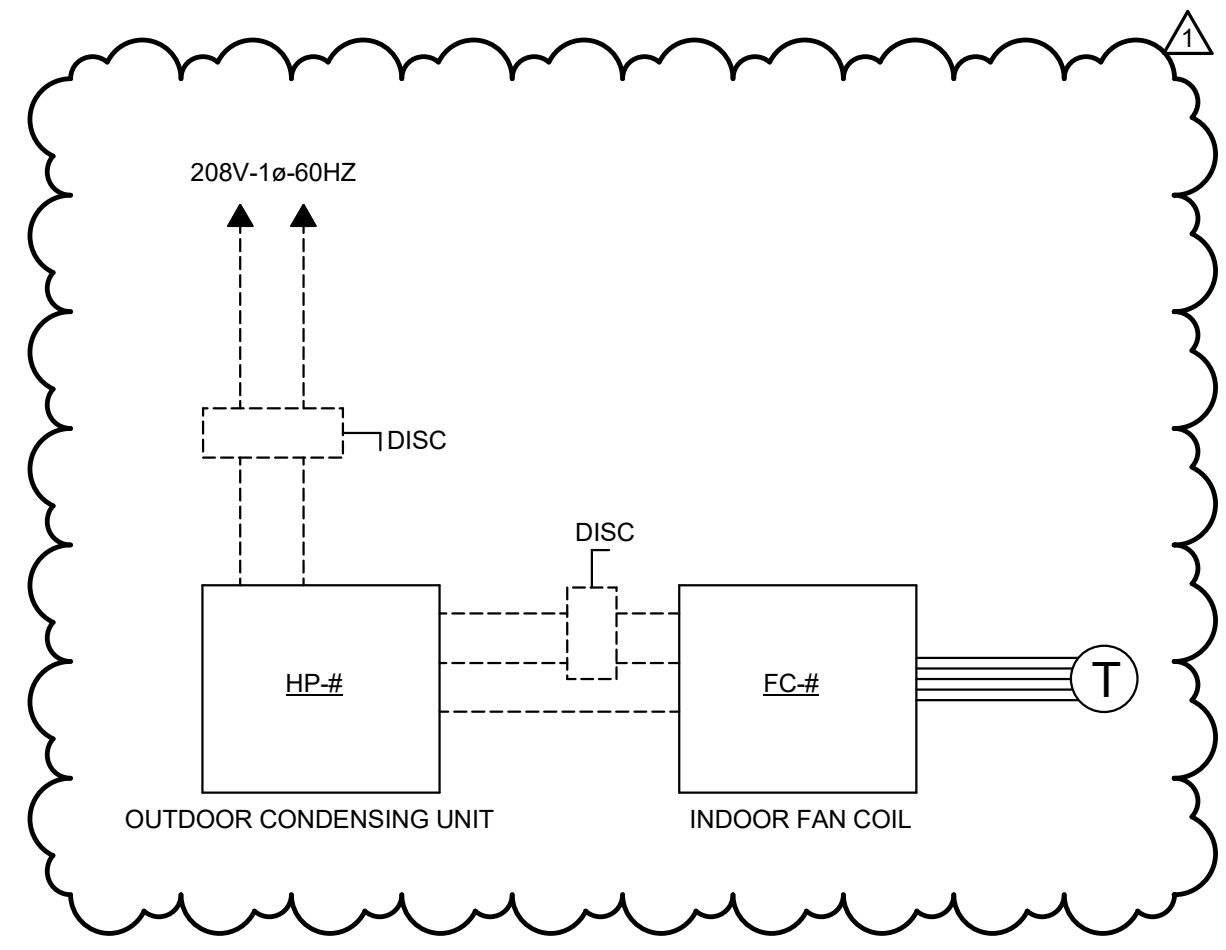 1
208V-1ø-60HZ
DISC
DISC
HP-#
FC-#
T
OUTDOOR CONDENSING UNIT
INDOOR FAN COIL